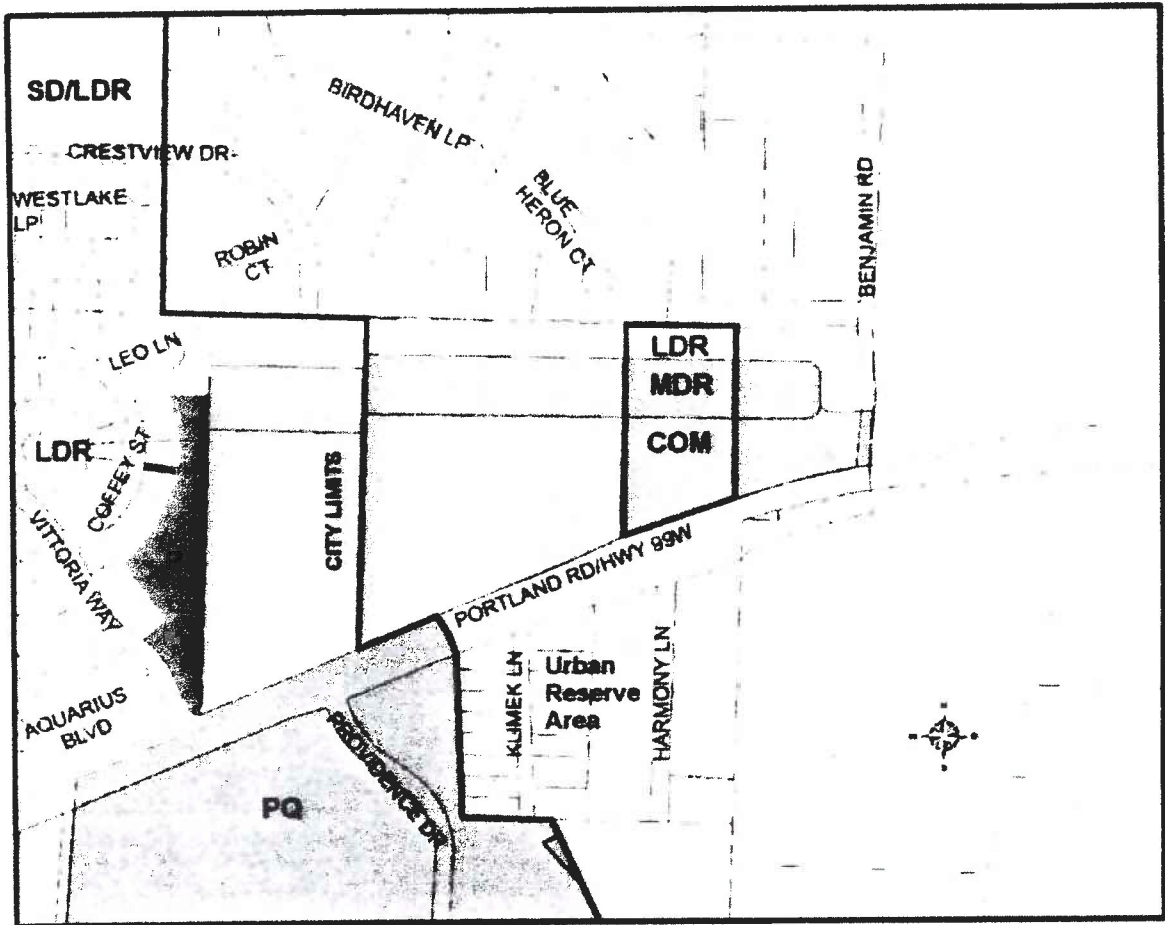 SD/LDR
BIRDHAVEN LP
CRESTVIEW DR
WESTLAKE
LP
BLUE
HERON CT
BENJAMIN RD
ROBIN
CT
LEO LN
LDR
MDR
COM
LDR
COFFEY ST
CITY LIMITS
VITTORIA WAY
PORTLAND RD/HWY 99W
AQUARIUS
BLVD
PROVIDENCE DR
KLIMEK LN
Urban
Reserve
Area
HARMONY LN
PQ